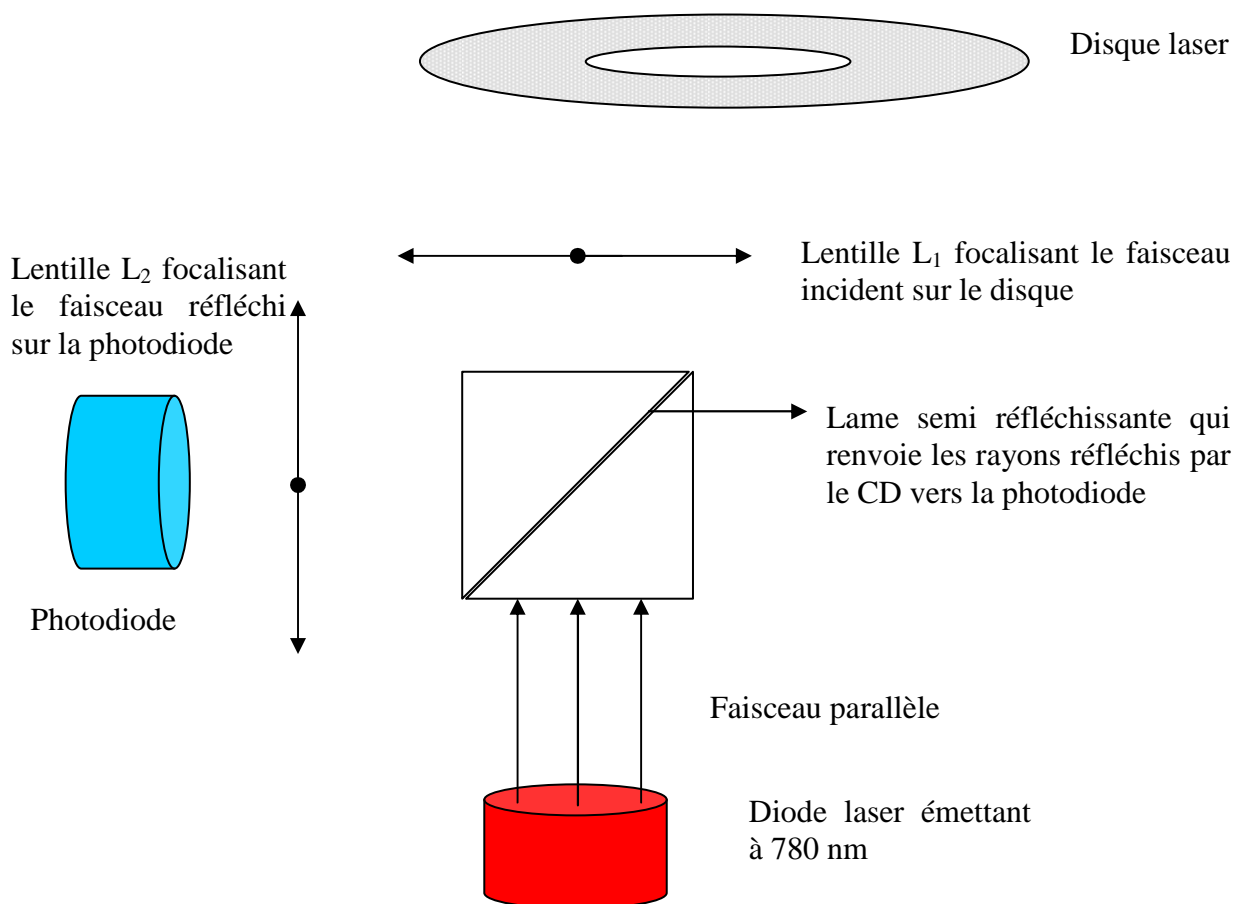 Disque laser
Lentille L₂ focalisant
le faisceau réfléchi
sur la photodiode
Lentille L₁ focalisant le faisceau
incident sur le disque
Lame semi réfléchissante qui
renvoie les rayons réfléchis par
le CD vers la photodiode
Photodiode
Faisceau parallèle
Diode laser émettant
à 780 nm